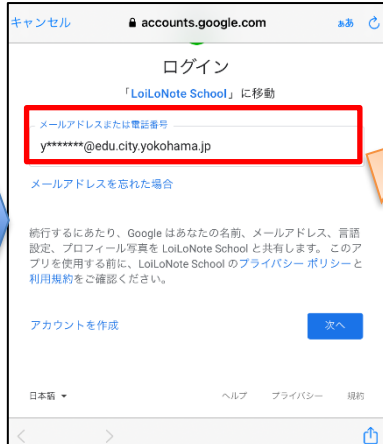 キャンセル accounts.google.com ぁあ
ログイン
「LoiLoNote School」に移動
メールアドレスまたは電話番号
y*******@edu.city.yokohama.jp
メールアドレスを忘れた場合
続行するにあたり、Google はあなたの名前、メールアドレス、言語
設定、プロフィール写真を LoiLoNote School と共有します。このア
プリを使用する前に、LoiLoNote School のプライバシー ポリシーと
利用規約をご確認ください。
アカウントを作成 次へ
日本語 ヘルプ プライバシー 規約